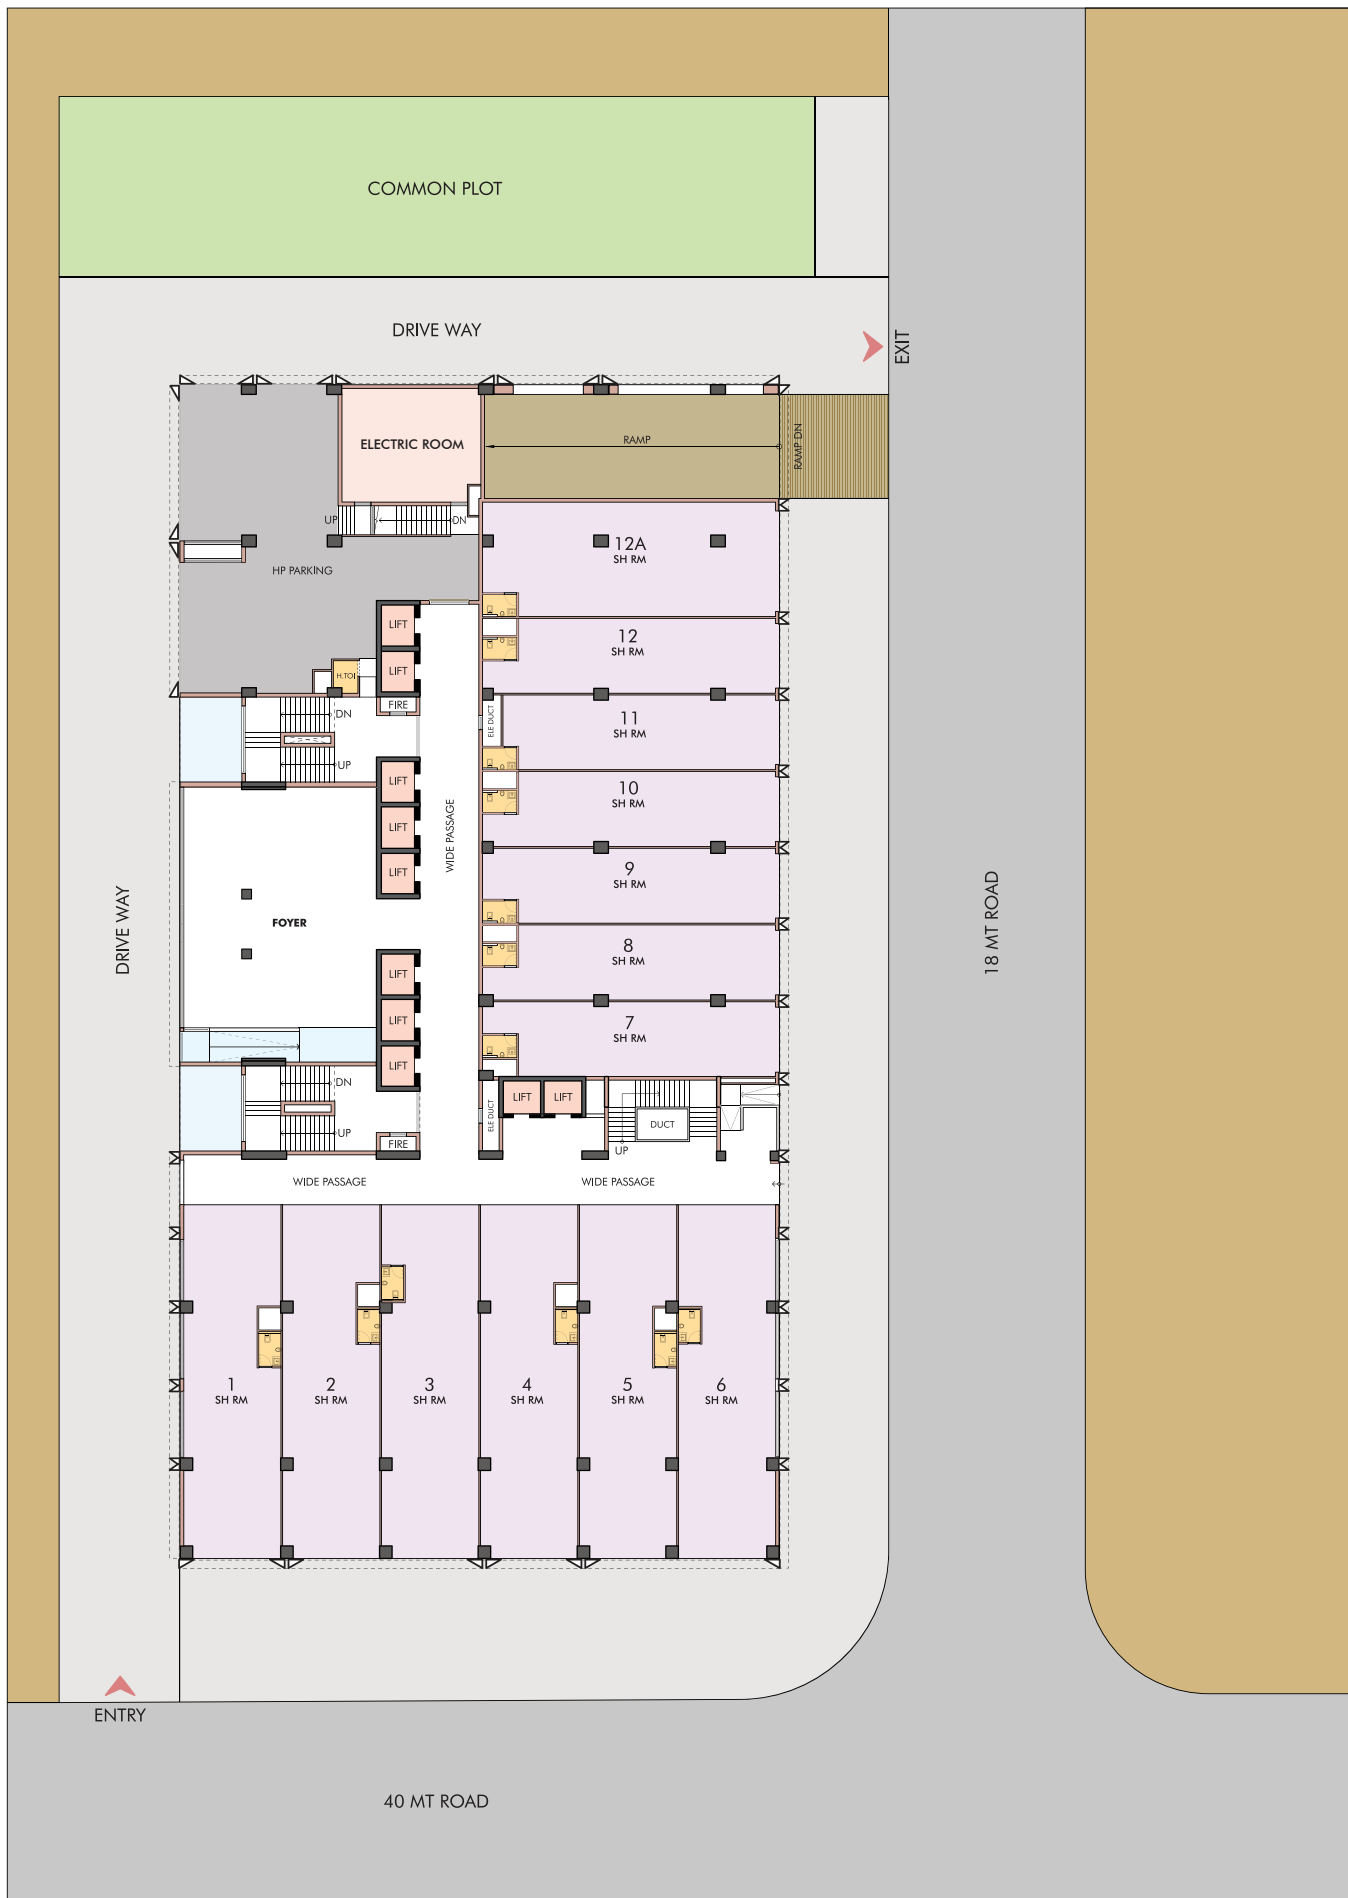 COMMON PLOT
DRIVE WAY
EXIT
ELECTRIC ROOM
RAMP
RAMP DN
UP
DN
12A
SH RM
HP PARKING
LIFT
12
SH RM
LIFT
H.TOI
FIRE
DN
ELE DUCT
11
SH RM
UP
LIFT
10
SH RM
LIFT
WIDE PASSAGE
LIFT
9
SH RM
FOYER
DRIVE WAY
18 MT ROAD
8
SH RM
LIFT
LIFT
7
SH RM
LIFT
DN
LIFT
LIFT
ELE DUCT
DUCT
UP
FIRE
UP
WIDE PASSAGE
WIDE PASSAGE
1
SH RM
2
SH RM
3
SH RM
4
SH RM
5
SH RM
6
SH RM
ENTRY
40 MT ROAD